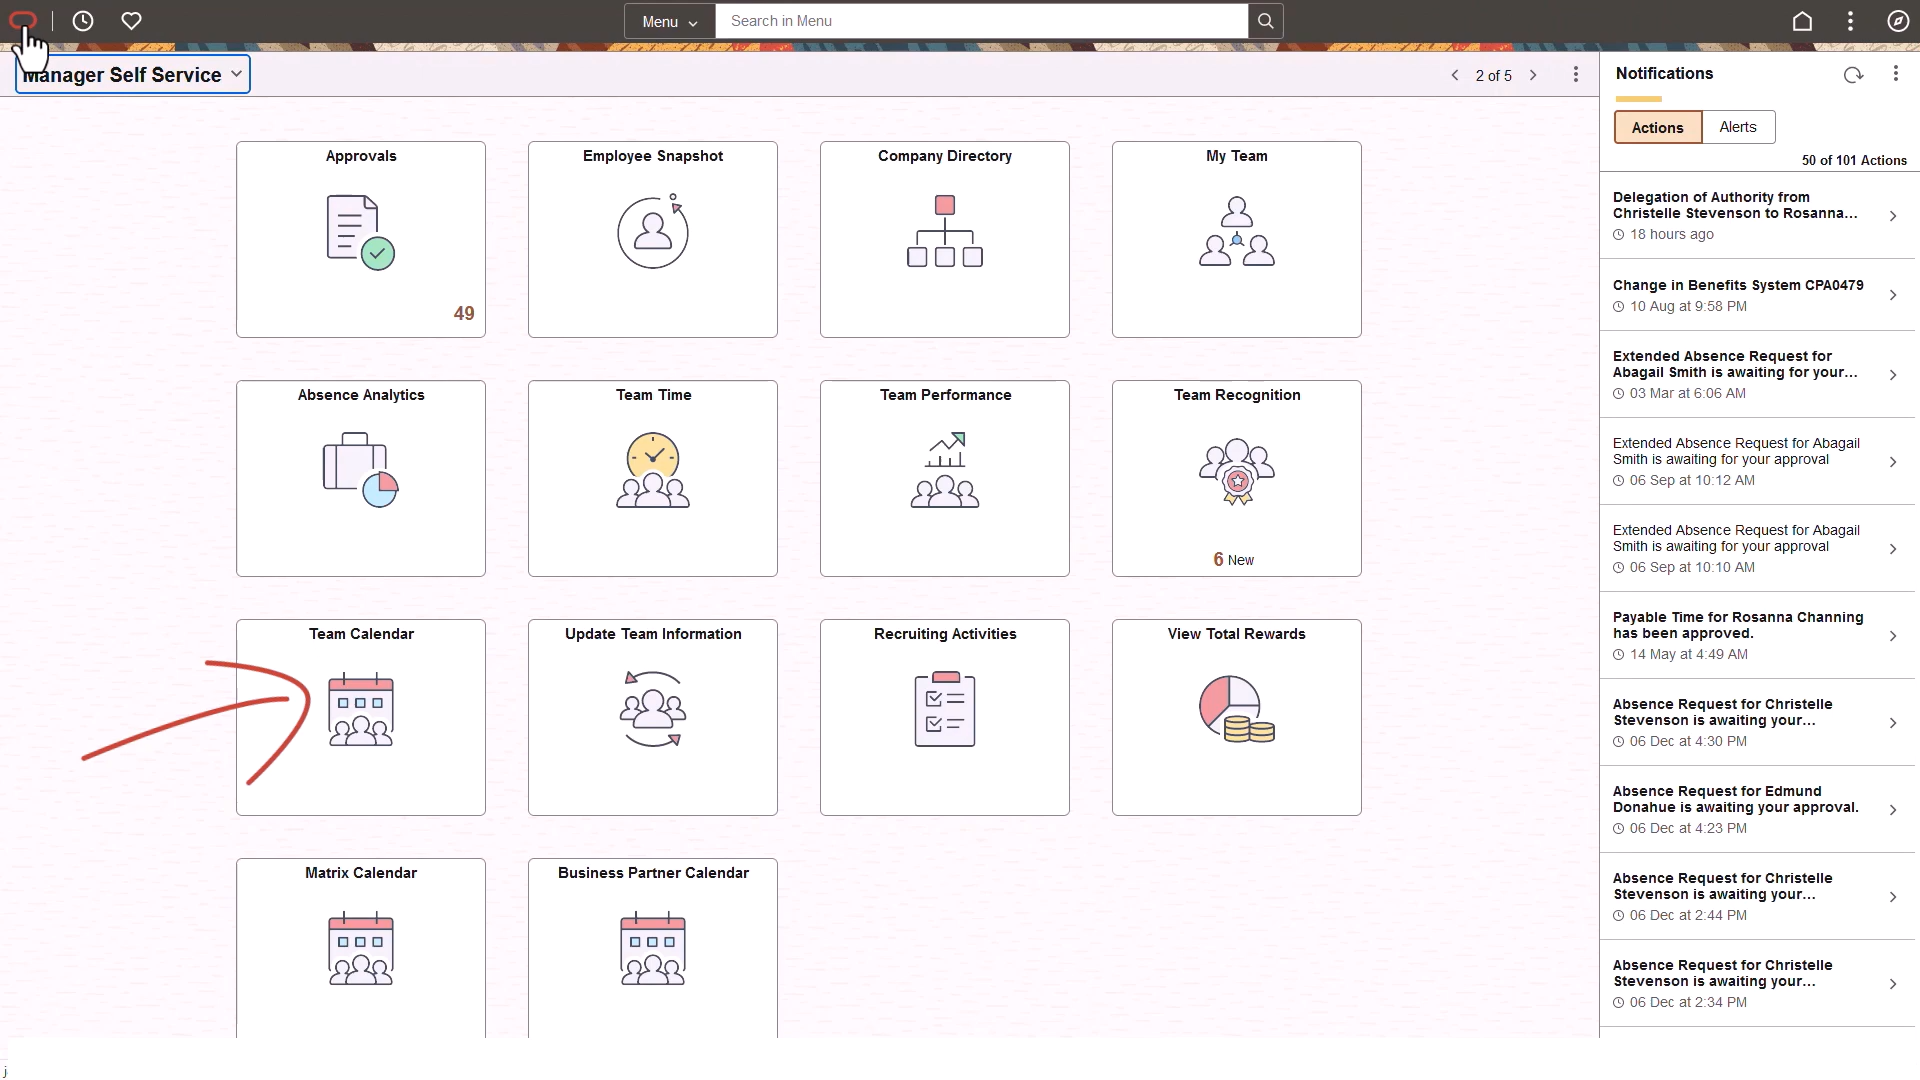 Menu
Search in Menu
Manager Self Service
2 of 5
Notifications
Actions
Alerts
50 of 101 Actions
Approvals
49
Employee Snapshot
Company Directory
My Team
Absence Analytics
Team Time
Team Performance
Team Recognition
6 New
Team Calendar
Update Team Information
Recruiting Activities
View Total Rewards
Matrix Calendar
Business Partner Calendar
Delegation of Authority from
Christelle Stevenson to Rosanna...
18 hours ago
Change in Benefits System CPA0479
10 Aug at 9:58 PM
Extended Absence Request for
Abagail Smith is awaiting for your...
03 Mar at 6:06 AM
Extended Absence Request for Abagail
Smith is awaiting for your approval
06 Sep at 10:12 AM
Extended Absence Request for Abagail
Smith is awaiting for your approval
06 Sep at 10:10 AM
Payable Time for Rosanna Channing
has been approved.
14 May at 4:49 AM
Absence Request for Christelle
Stevenson is awaiting your...
06 Dec at 4:30 PM
Absence Request for Edmund
Donahue is awaiting your approval.
06 Dec at 4:23 PM
Absence Request for Christelle
Stevenson is awaiting your...
06 Dec at 2:44 PM
Absence Request for Christelle
Stevenson is awaiting your...
06 Dec at 2:34 PM
j